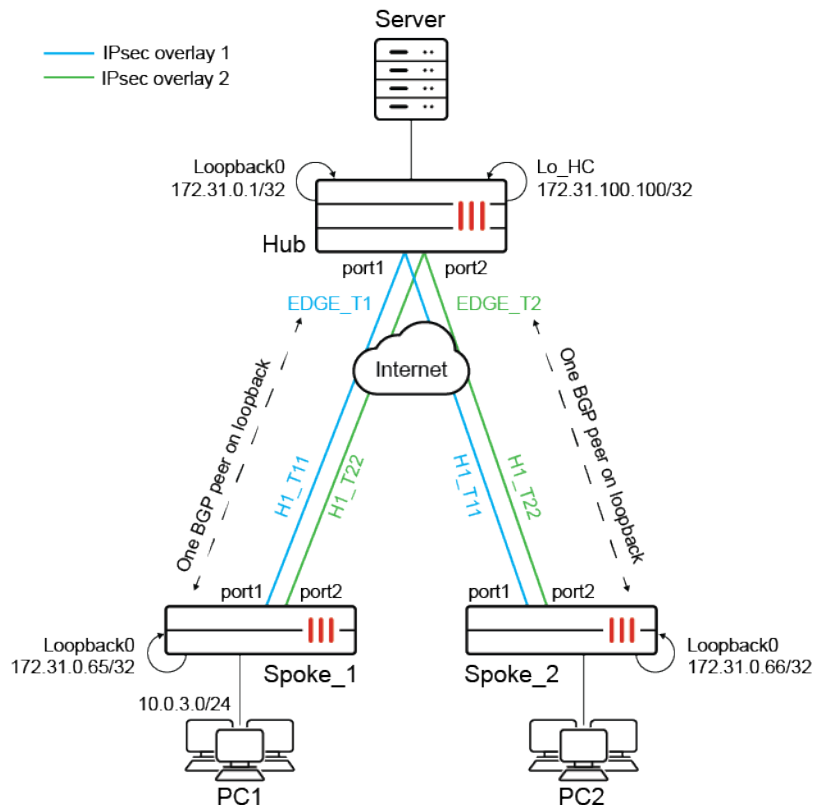 Server
IPsec overlay 1
IPsec overlay 2
Loopback0
172.31.0.1/32
Lo_HC
172.31.100.100/32
Hub
port1
port2
EDGE_T1
EDGE_T2
Internet
One BGP peer on loopback
One BGP peer on loopback
H1_T11
H1_T22
H1_T11
H1_T22
port1
port2
port1
port2
Loopback0
172.31.0.65/32
Spoke_1
Spoke_2
Loopback0
172.31.0.66/32
10.0.3.0/24
PC1
PC2